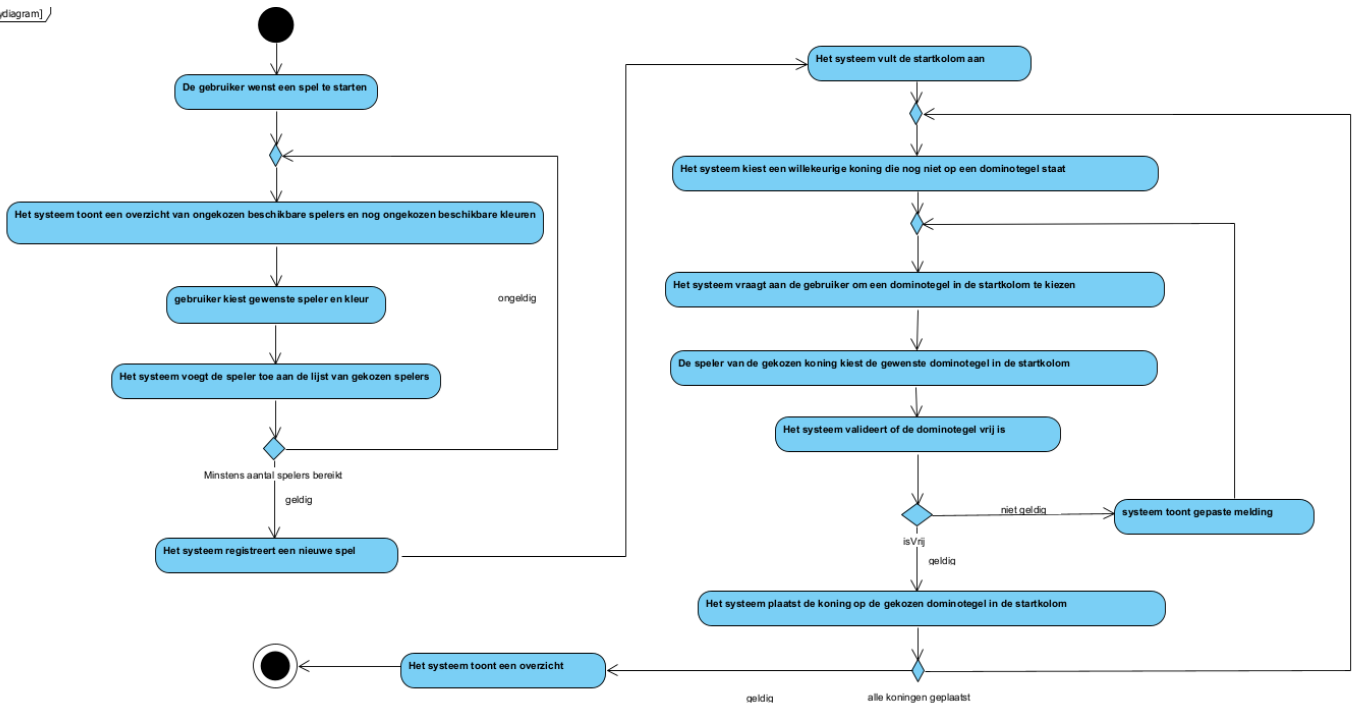 De gebruiker wenst een spel te starten
Het systeem toont een overzicht van ongekozen beschikbare spelers en nog ongekozen beschikbare kleuren
gebruiker kiest gewenste speler en kleur
ongeldig
Het systeem voegt de speler toe aan de lijst van gekozen spelers
Minstens aantal spelers bereikt
geldig
Het systeem registreert een nieuwe spel
Het systeem vult de startkolom aan
Het systeem kiest een willekeurige koning die nog niet op een dominotegel staat
Het systeem vraagt aan de gebruiker om een dominotegel in de startkolom te kiezen
De speler van de gekozen koning kiest de gewenste dominotegel in de startkolom
Het systeem valideert of de dominotegel vrij is
niet geldig
systeem toont gepaste melding
isVrij
geldig
Het systeem plaatst de koning op de gekozen dominotegel in de startkolom
alle koningen geplaatst
geldig
Het systeem toont een overzicht